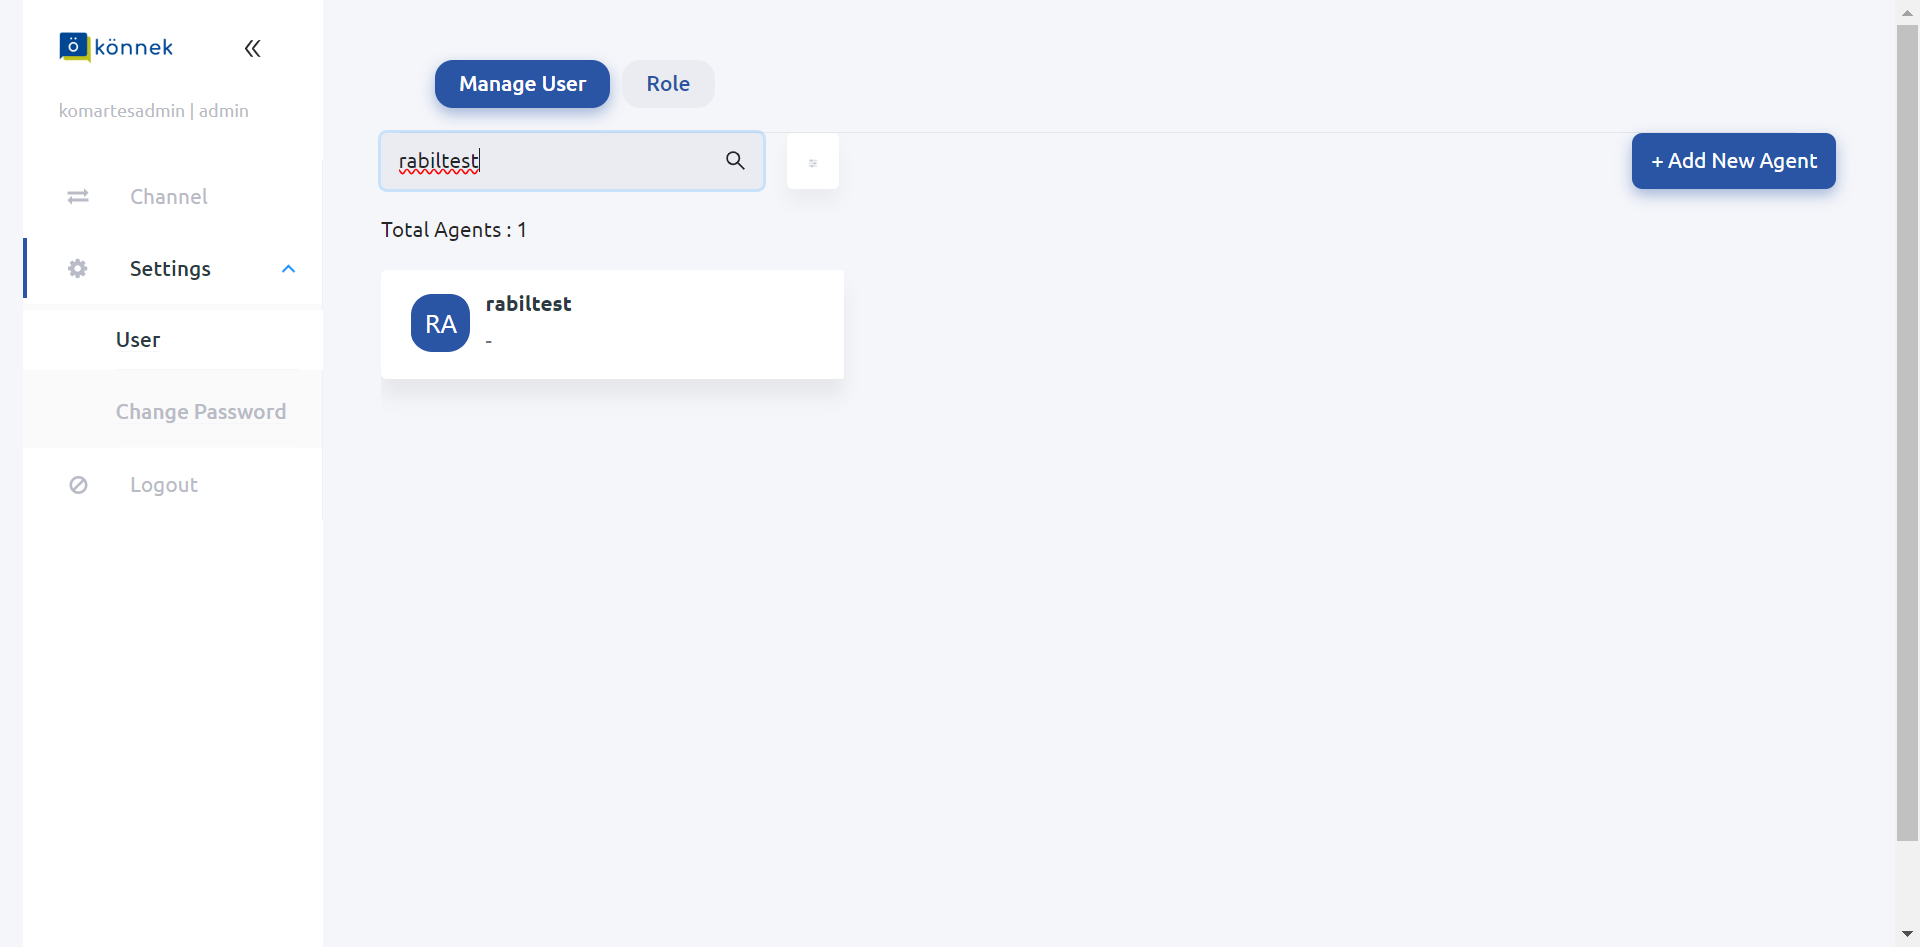 ö könnek
komartesadmin | admin
Channel
Settings
User
Change Password
Logout
Manage User
Role
rabiltest
+ Add New Agent
Total Agents : 1
RA
rabiltest
-